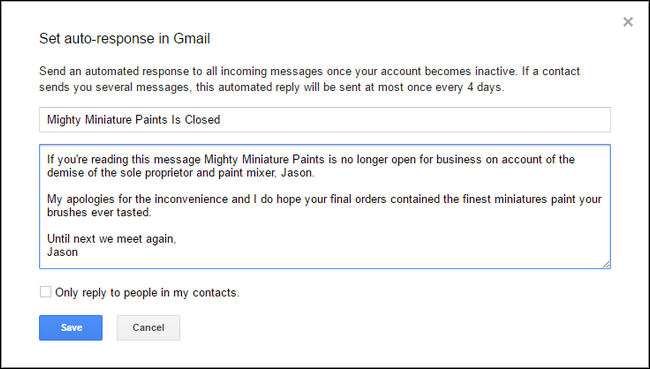 Set auto-response in Gmail
Send an automated response to all incoming messages once your account becomes inactive. If a contact
sends you several messages, this automated reply will be sent at most once every 4 days.
Mighty Miniature Paints Is Closed
If you're reading this message Mighty Miniature Paints is no longer open for business on account of the
demise of the sole proprietor and paint mixer, Jason.
My apologies for the inconvenience and I do hope your final orders contained the finest miniatures paint your
brushes ever tasted.
Until next we meet again,
Jason
Only reply to people in my contacts.
Save
Cancel